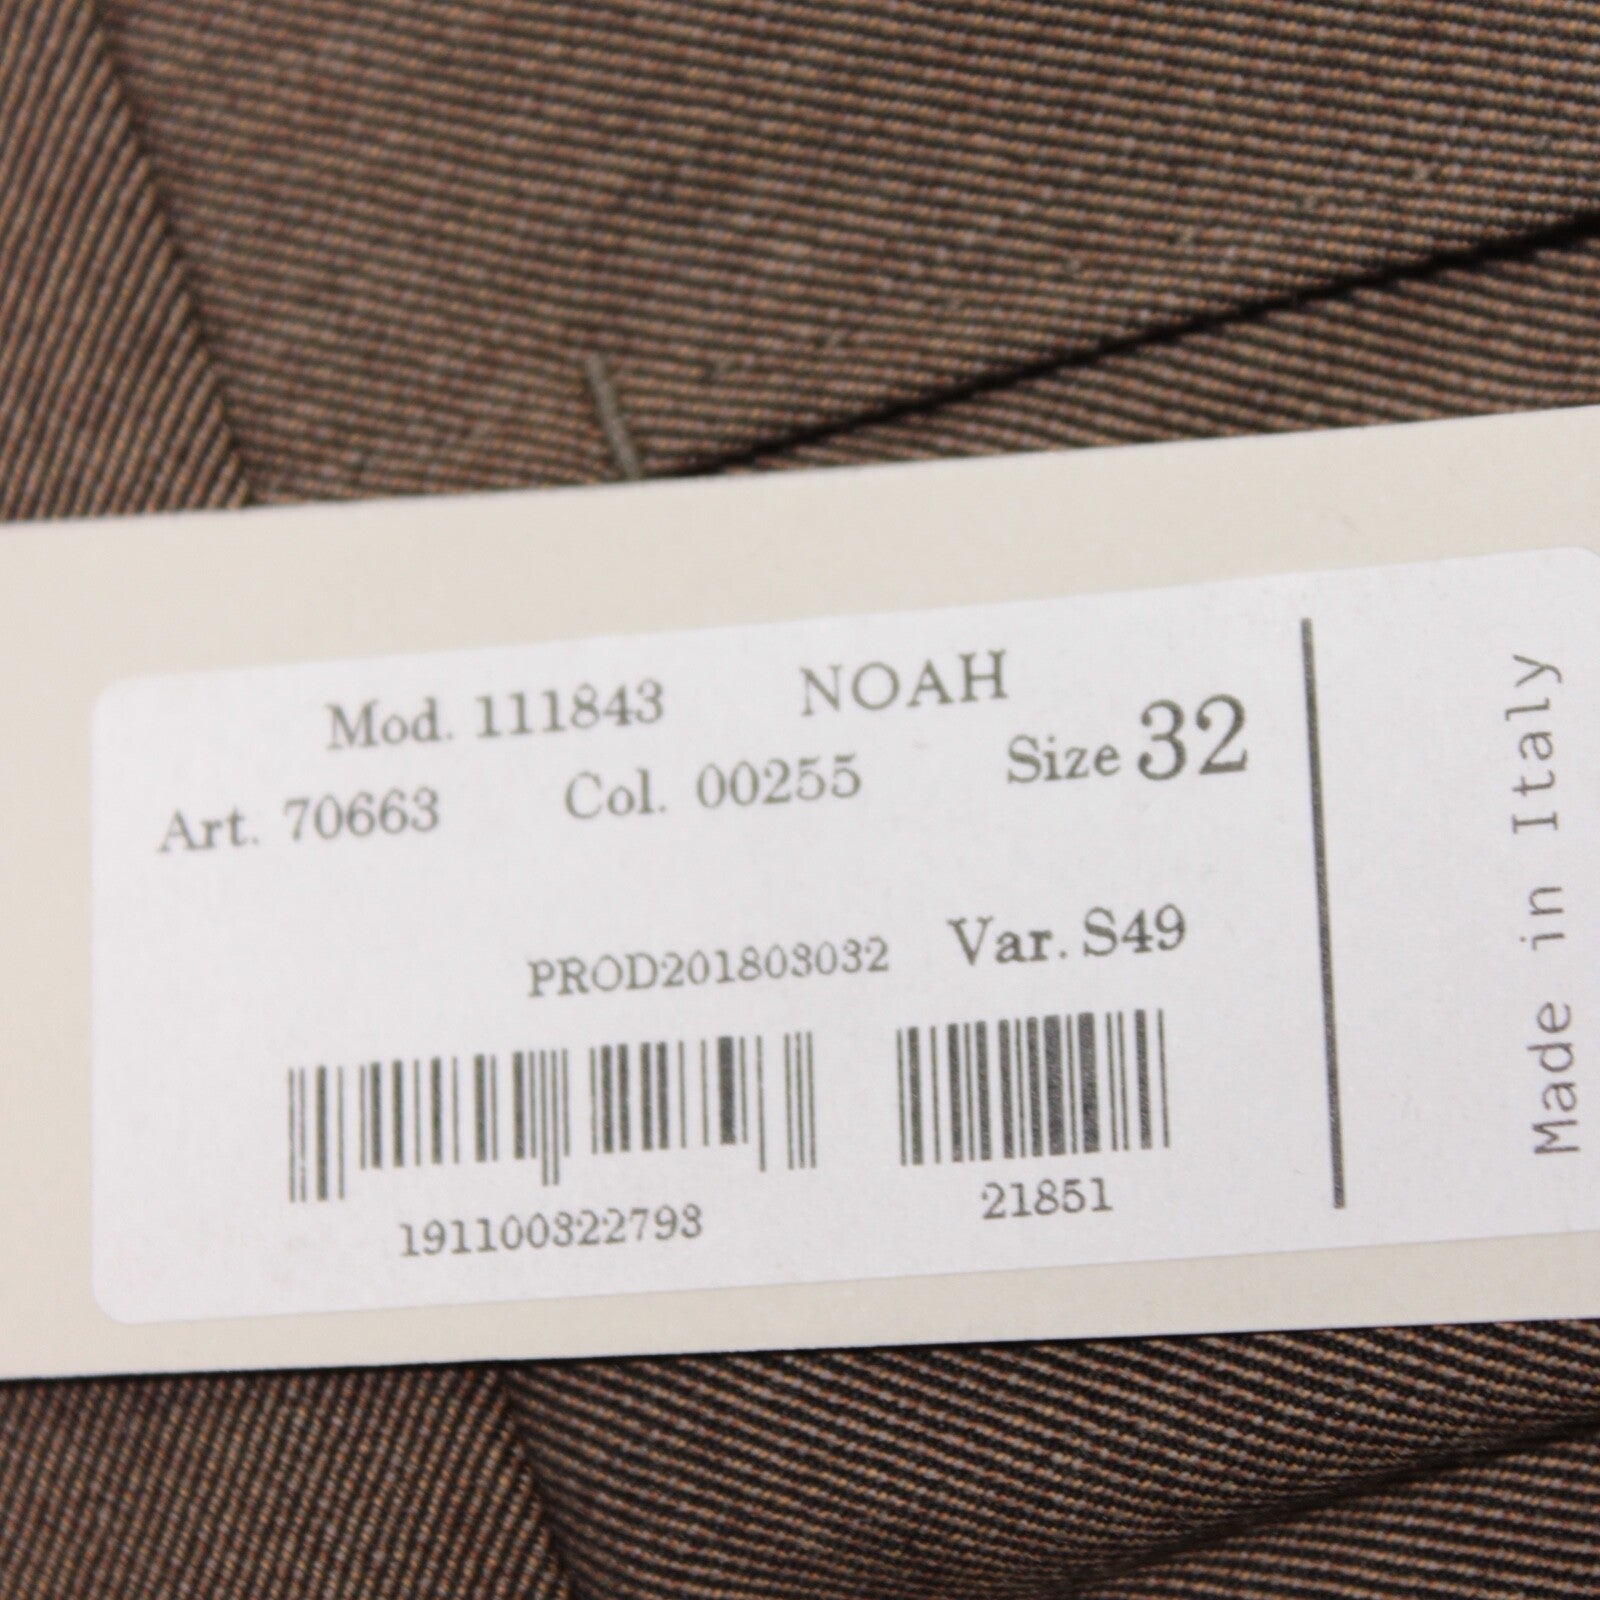 Mod. 111843 NOAH
Art. 70663 Col. 00255 Size 32
PROD201803032 Var. S49
191100322793 21851
Made in Italy